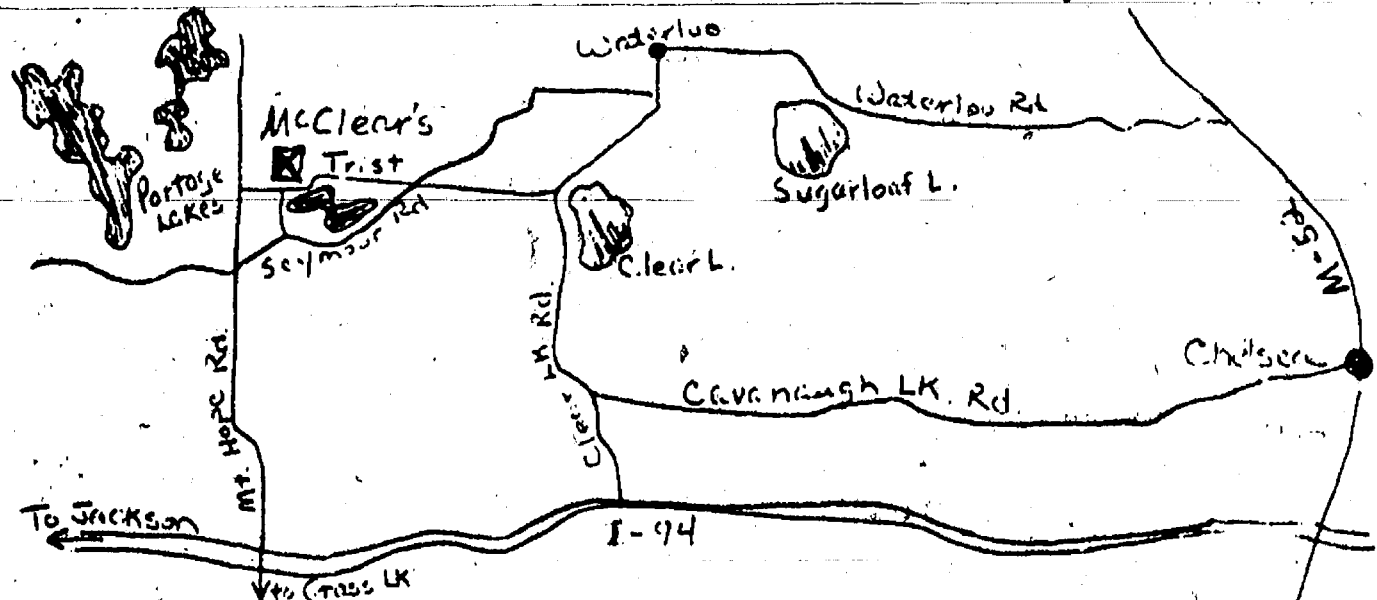 Waterloo
Waterloo Rd
McClear's
Trist
Portage
Lakes
Sugarloaf L.
Seymour Rd
Clear L.
M-52
Mt. Hope Rd.
Clear LK Rd.
Chelsea
Cavanaugh LK. Rd.
To Jackson
I-94
to Grass LK